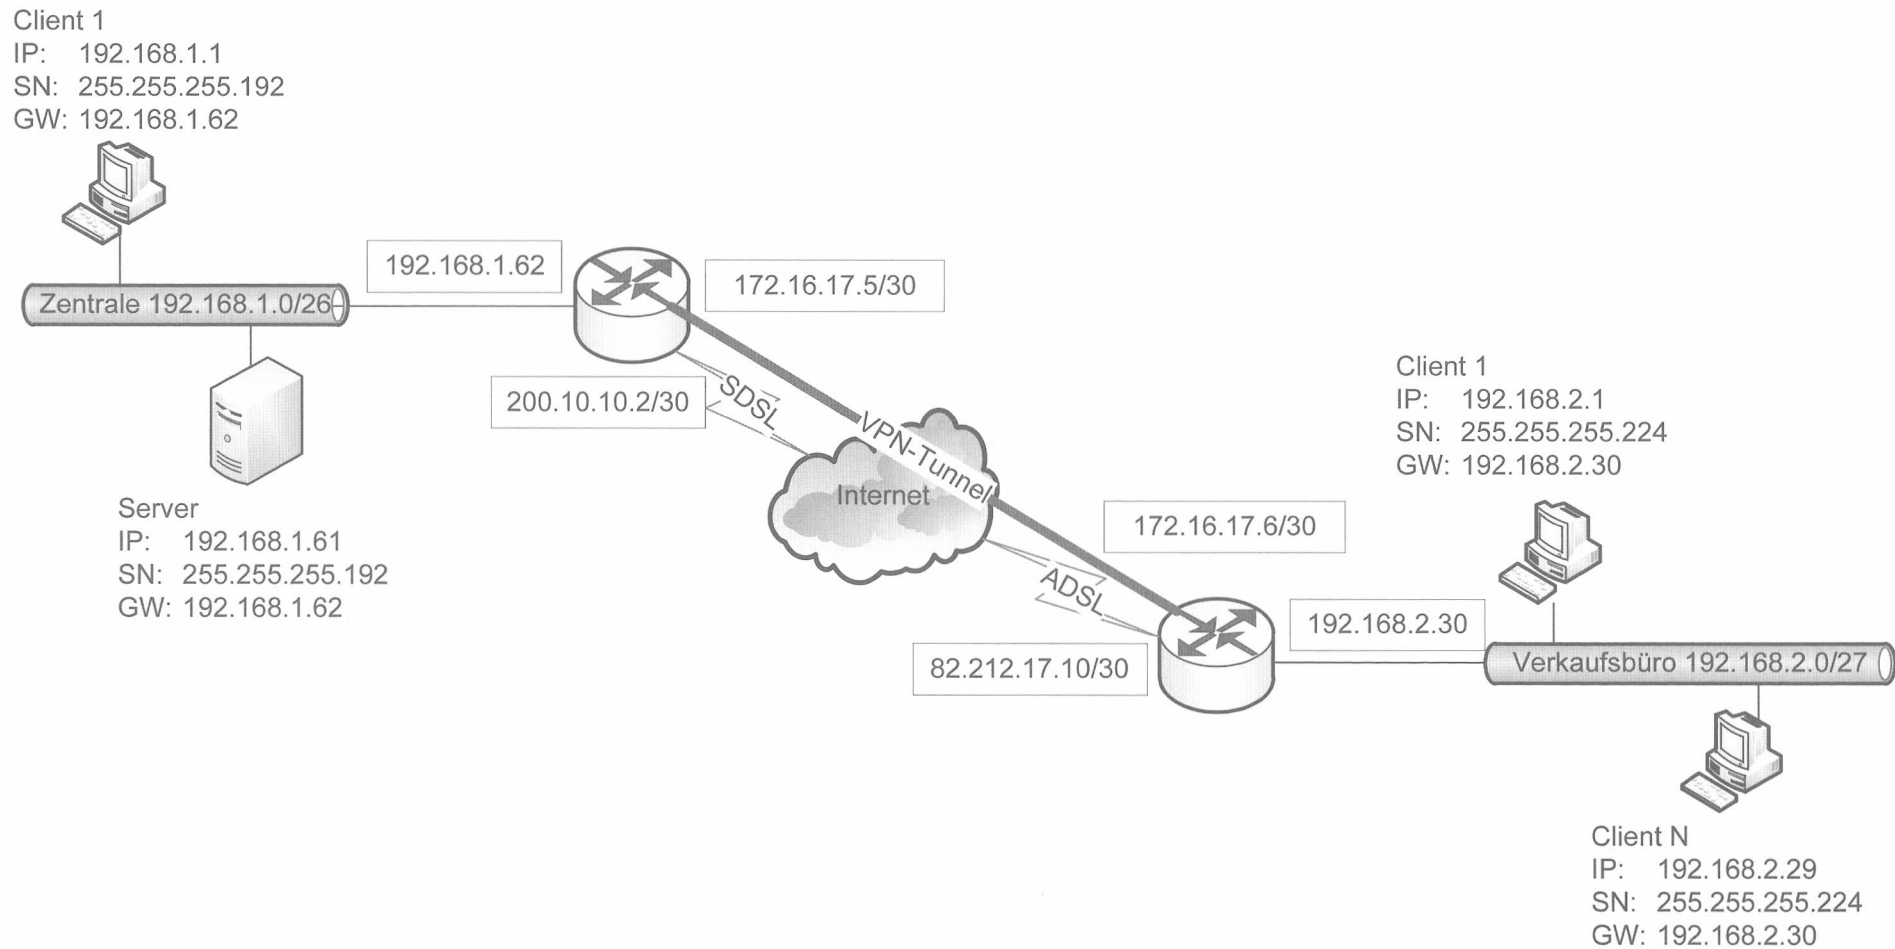 Client 1
IP: 192.168.1.1
SN: 255.255.255.192
GW: 192.168.1.62
192.168.1.62
172.16.17.5/30
Zentrale 192.168.1.0/26
200.10.10.2/30
SDSL
VPN-Tunnel
Internet
Server
IP: 192.168.1.61
SN: 255.255.255.192
GW: 192.168.1.62
Client 1
IP: 192.168.2.1
SN: 255.255.255.224
GW: 192.168.2.30
172.16.17.6/30
ADSL
192.168.2.30
82.212.17.10/30
Verkaufsbüro 192.168.2.0/27
Client N
IP: 192.168.2.29
SN: 255.255.255.224
GW: 192.168.2.30